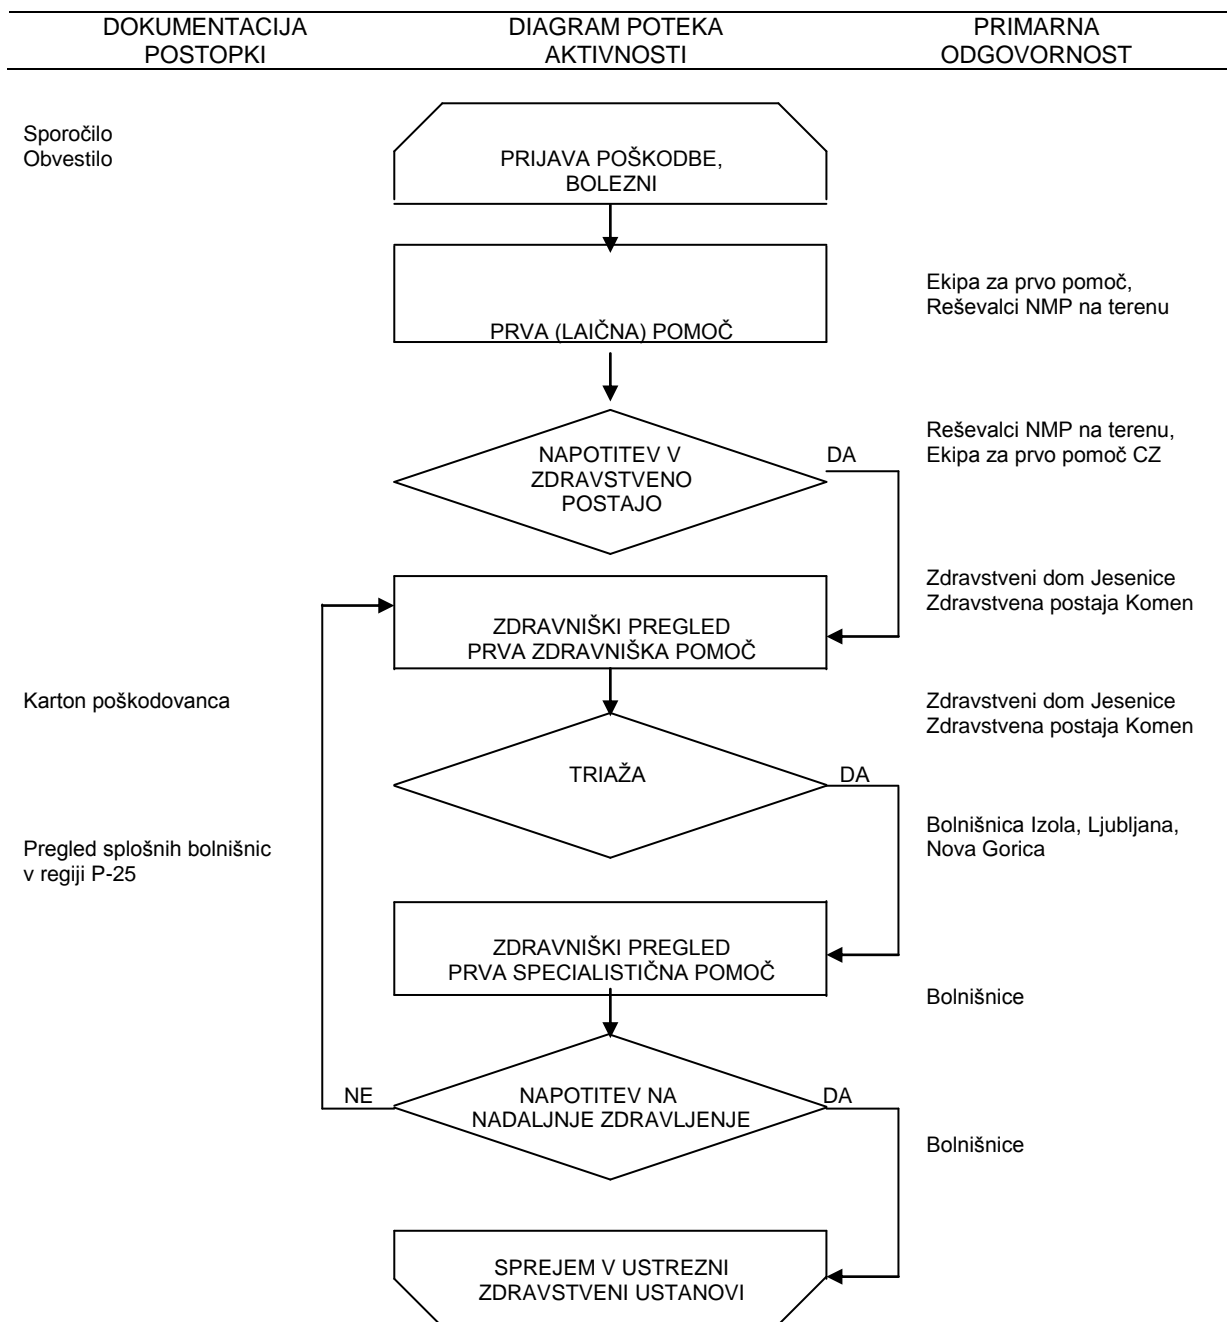 DOKUMENTACIJA
POSTOPKI
DIAGRAM POTEKA
AKTIVNOSTI
PRIMARNA
ODGOVORNOST
Sporočilo
Obvestilo
PRIJAVA POŠKODBE,
BOLEZNI
PRVA (LAIČNA) POMOČ
Ekipa za prvo pomoč,
Reševalci NMP na terenu
NAPOTITEV V
ZDRAVSTVENO
POSTAJO
DA
Reševalci NMP na terenu,
Ekipa za prvo pomoč CZ
ZDRAVNIŠKI PREGLED
PRVA ZDRAVNIŠKA POMOČ
Zdravstveni dom Jesenice
Zdravstvena postaja Komen
Karton poškodovanca
TRIAŽA
DA
Zdravstveni dom Jesenice
Zdravstvena postaja Komen
Pregled splošnih bolnišnic
v regiji P-25
Bolnišnica Izola, Ljubljana,
Nova Gorica
ZDRAVNIŠKI PREGLED
PRVA SPECIALISTIČNA POMOČ
Bolnišnice
NE
NAPOTITEV NA
NADALJNJE ZDRAVLJENJE
DA
Bolnišnice
SPREJEM V USTREZNI
ZDRAVSTVENI USTANOVI